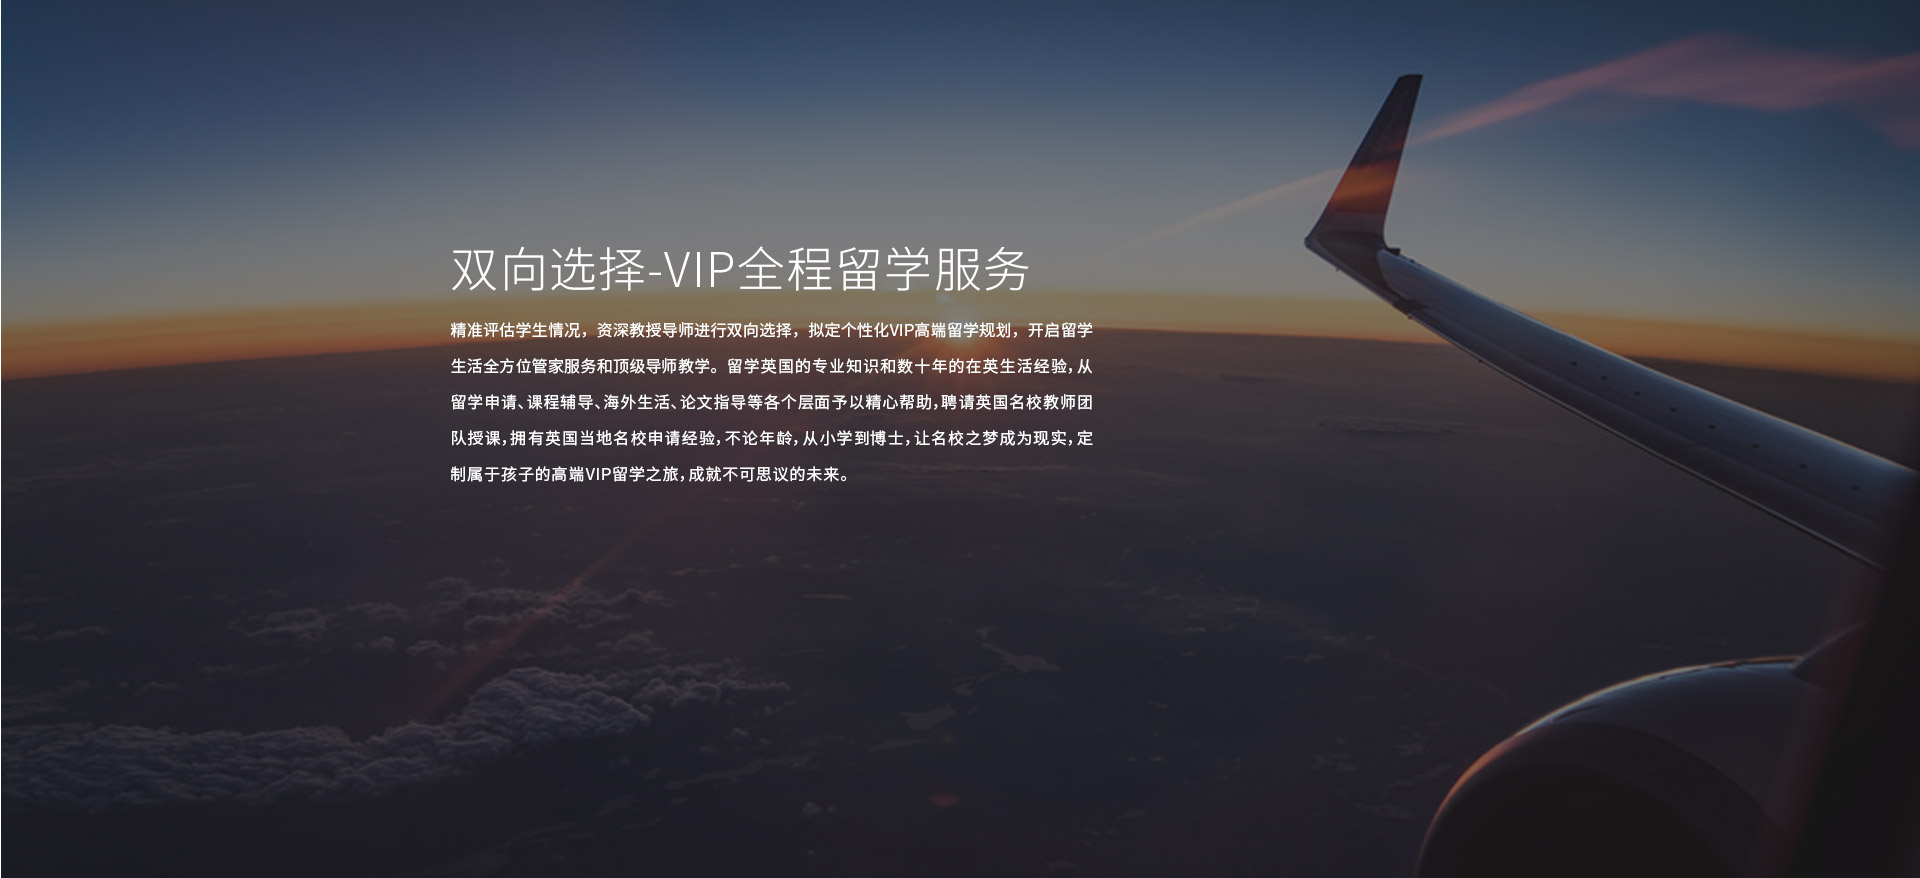 双向选择-VIP全程留学服务
精准评估学生情况，资深教授导师进行双向选择，拟定个性化VIP高端留学规划，开启留学
生活全方位管家服务和顶级导师教学。留学英国的专业知识和数十年的在英生活经验，从
留学申请、课程辅导、海外生活、论文指导等各个层面予以精心帮助，聘请英国名校教师团
队授课，拥有英国当地名校申请经验，不论年龄，从小学到博士，让名校之梦成为现实，定
制属于孩子的高端VIP留学之旅，成就不可思议的未来。